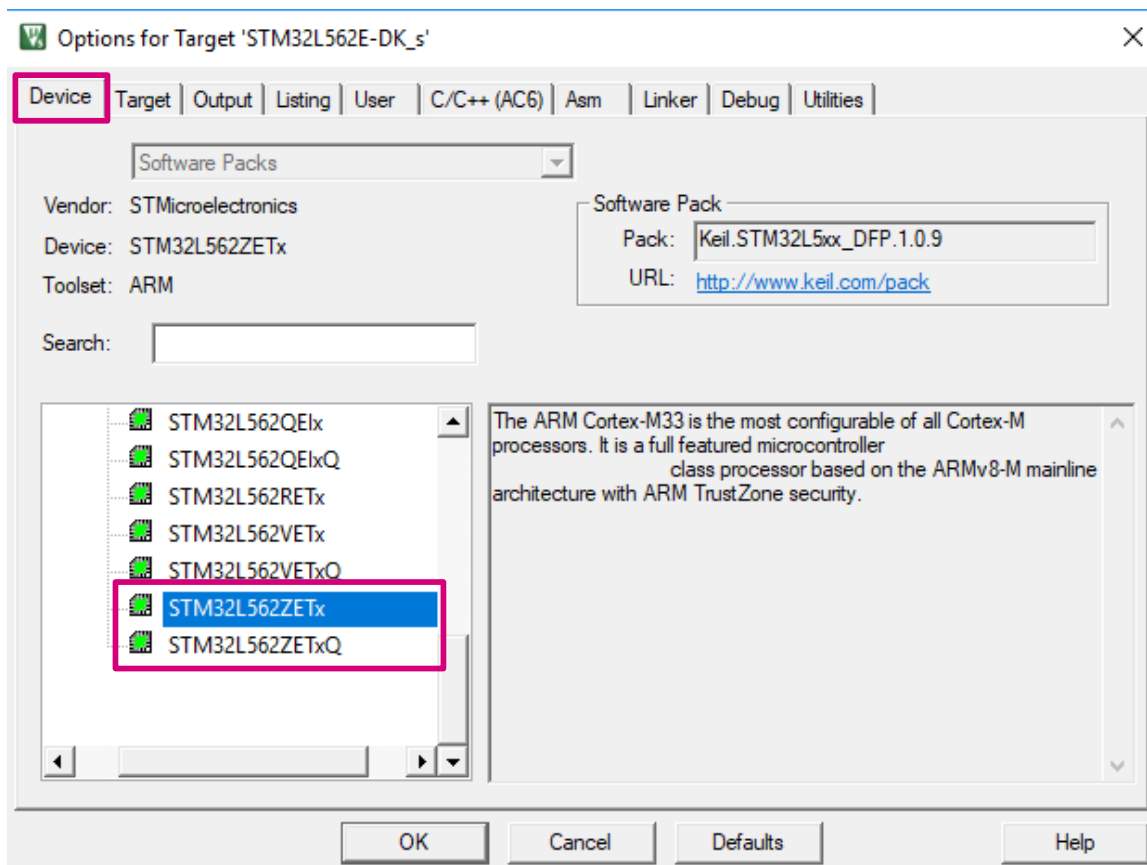 Options for Target 'STM32L562E-DK_s'
Device Target Output Listing User C/C++ (AC6) Asm Linker Debug Utilities
Software Packs
Vendor: STMicroelectronics
Device: STM32L562ZETx
Toolset: ARM
Software Pack
Pack: Keil.STM32L5xx_DFP.1.0.9
URL: http://www.keil.com/pack
Search:
STM32L562QEIx
STM32L562QEIxQ
STM32L562RETx
STM32L562VETx
STM32L562VETxQ
STM32L562ZETx
STM32L562ZETxQ
The ARM Cortex-M33 is the most configurable of all Cortex-M
processors. It is a full featured microcontroller
class processor based on the ARMv8-M mainline
architecture with ARM TrustZone security.
OK Cancel Defaults Help